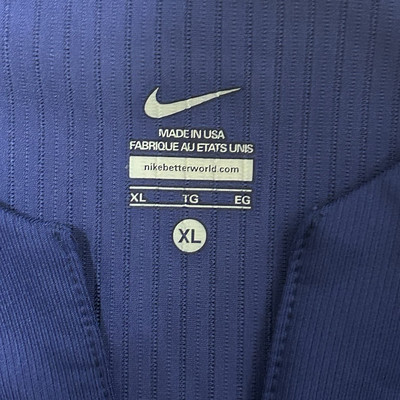 MADE IN USA
FABRIQUE AU ETATS UNIS
nikebetterworld.com
XL TG EG
XL